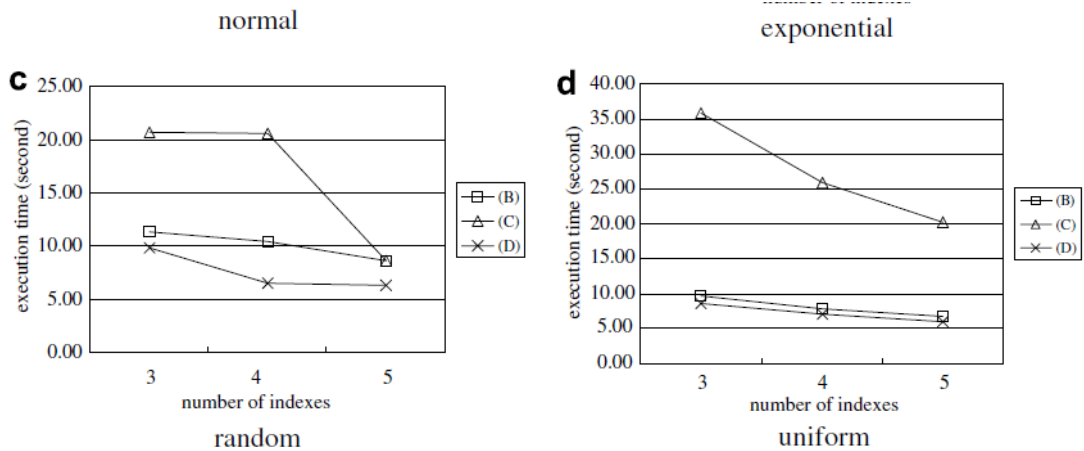 normal
exponential
c
25.00
20.00
15.00
10.00
5.00
0.00
execution time (second)
3 4 5
number of indexes
(B)
(C)
(D)
random
d
40.00
35.00
30.00
25.00
20.00
15.00
10.00
5.00
0.00
execution time (second)
3 4 5
number of indexes
(B)
(C)
(D)
uniform